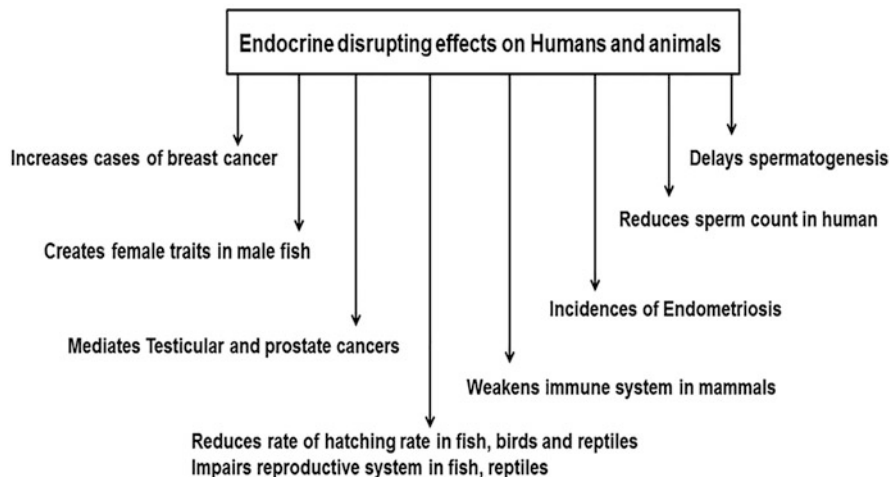 Endocrine disrupting effects on Humans and animals
Increases cases of breast cancer
Delays spermatogenesis
Reduces sperm count in human
Creates female traits in male fish
Incidences of Endometriosis
Mediates Testicular and prostate cancers
Weakens immune system in mammals
Reduces rate of hatching rate in fish, birds and reptiles
Impairs reproductive system in fish, reptiles